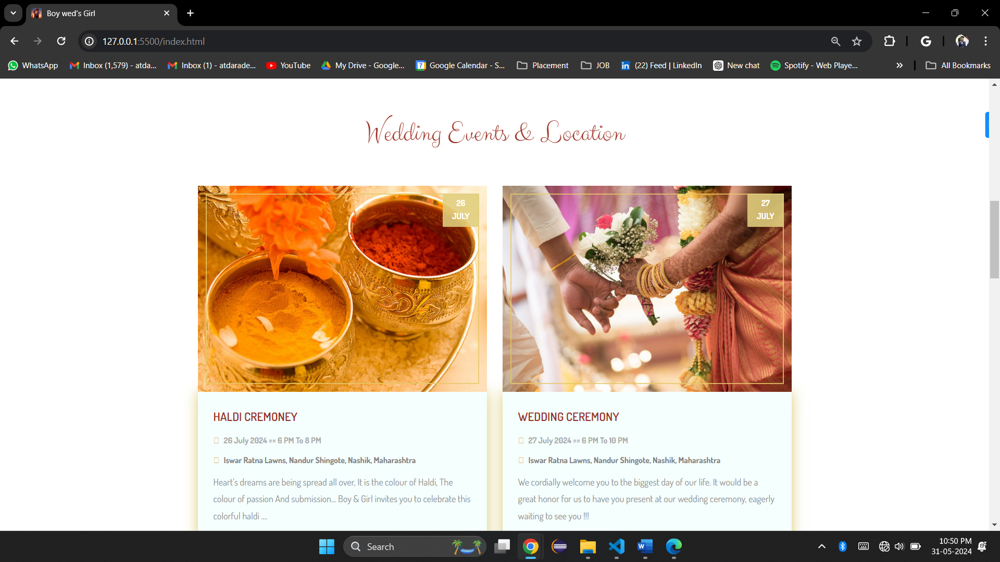 Boy wed's Girl
127.0.0.1:5500/index.html
WhatsApp
Inbox (1,579) - atda...
Inbox (1) - atdarade...
YouTube
My Drive - Google...
7
Google Calendar - S...
Placement
JOB
in
(22) Feed | LinkedIn
New chat
Spotify - Web Playe...
All Bookmarks
Wedding Events & Location
26
JULY
HALDI CREMONEY
26 July 2024 == 6 PM To 8 PM
Iswar Ratna Lawns, Nandur Shingote, Nashik, Maharashtra
Heart's dreams are being spread all over, It is the colour of Haldi, The
colour of passion And submission... Boy & Girl invites you to celebrate this
colorful haldi ....
27
JULY
WEDDING CEREMONY
27 July 2024 == 6 PM To 10 PM
Iswar Ratna Lawns, Nandur Shingote, Nashik, Maharashtra
We cordially welcome you to the biggest day of our life. It would be a
great honor for us to have you present at our wedding ceremony, eagerly
waiting to see you !!!
Search
10:50 PM
31-05-2024